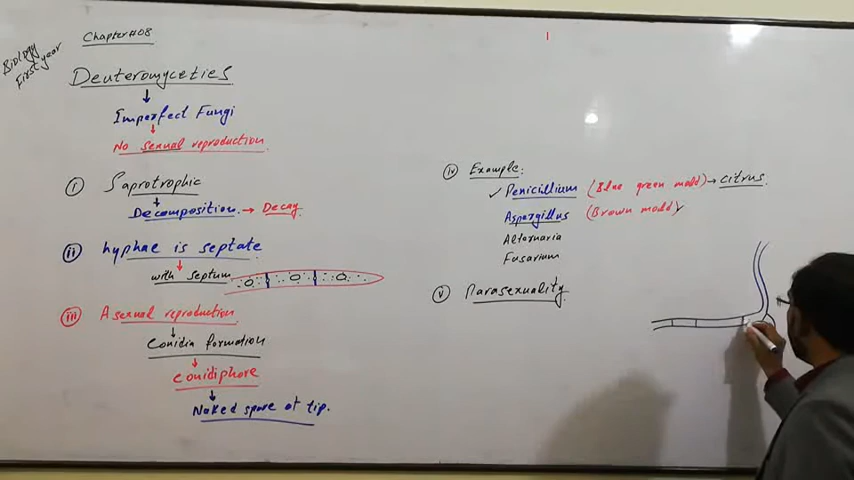 Biology
First year
Chapter#08
Deuteromyceties
Imperfect Fungi
No sexual reproduction
(i) Saprotrophic
Decomposition → Decay
(ii) hyphae is septate
with septum
(iii) Asexual reproduction
Conidia formation
Conidiphore
Naked spore at tip.
(iv) Example:
✓ Penicillium (Blue green mold) → citrus
Aspergillus (Brown mold)
Alternaria
Fusarium
(v) Parasexuality